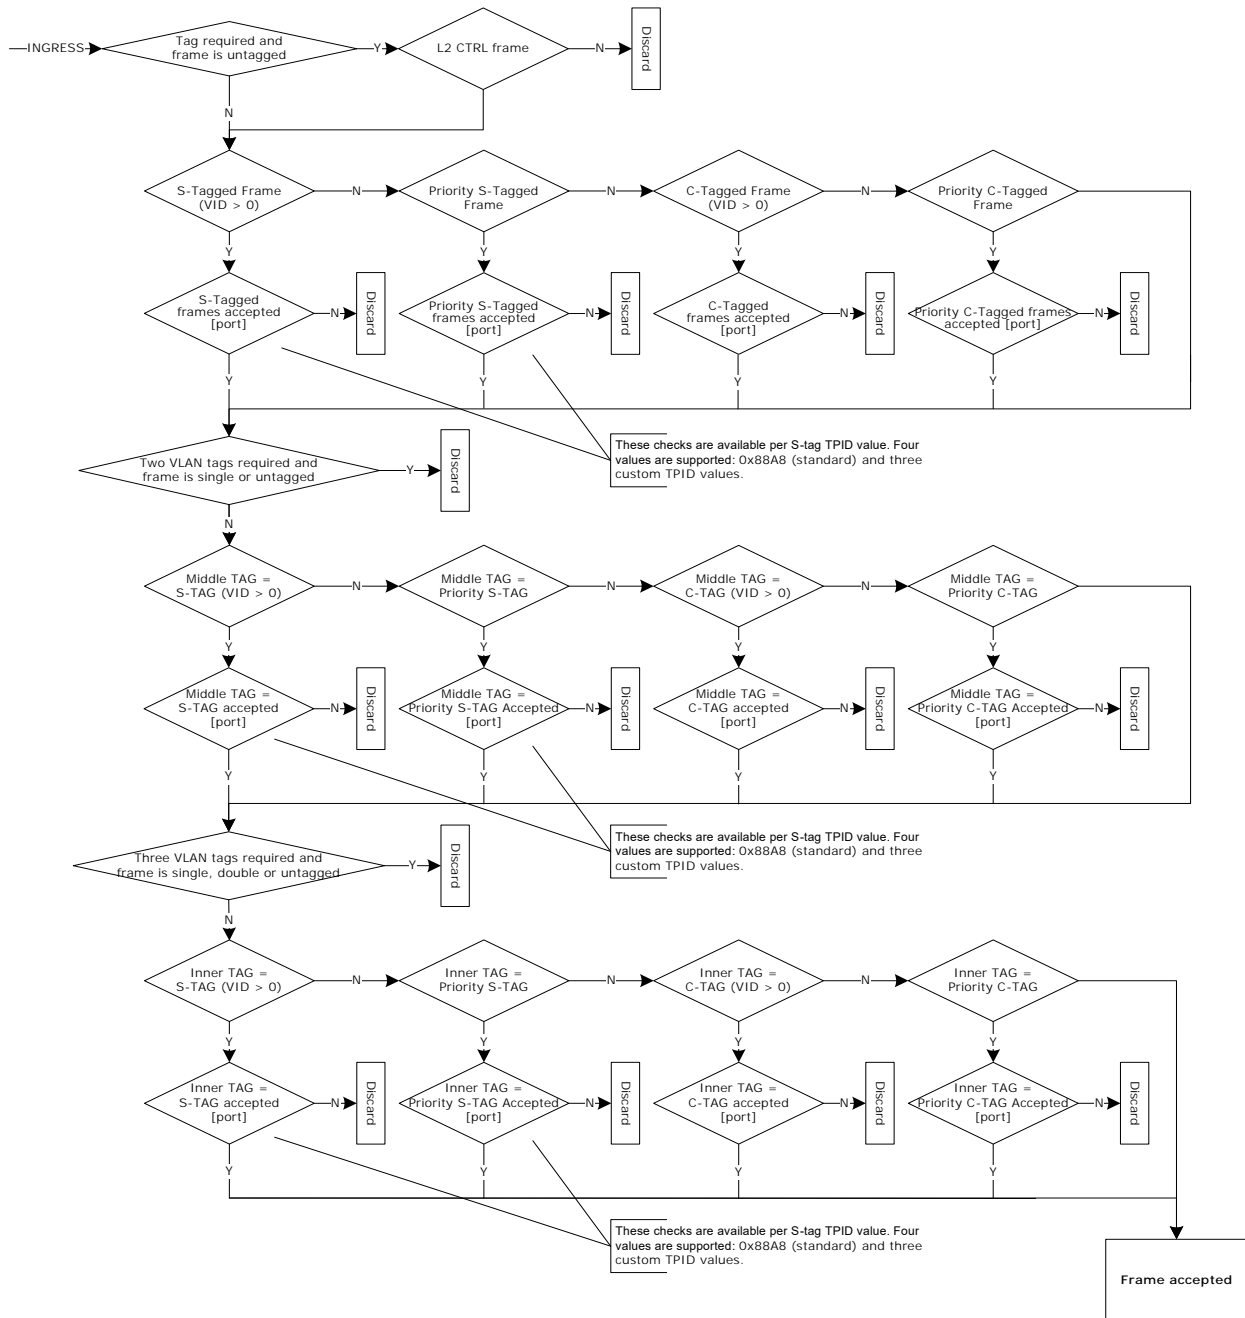 INGRESS
Tag required and
frame is untagged
Y
L2 CTRL frame
N
Discard
N
S-Tagged Frame
(VID > 0)
N
Priority S-Tagged
Frame
N
C-Tagged Frame
(VID > 0)
N
Priority C-Tagged
Frame
Y
Y
Y
Y
S-Tagged
frames accepted
[port]
N
Discard
Priority S-Tagged
frames accepted
[port]
N
Discard
C-Tagged
frames accepted
[port]
N
Discard
Priority C-Tagged frames
accepted [port]
N
Discard
Y
Y
Y
Y
These checks are available per S-tag TPID value. Four
values are supported: 0x88A8 (standard) and three
custom TPID values.
Two VLAN tags required and
frame is single or untagged
Y
Discard
N
Middle TAG =
S-TAG (VID > 0)
N
Middle TAG =
Priority S-TAG
N
Middle TAG =
C-TAG (VID > 0)
N
Middle TAG =
Priority C-TAG
Y
Y
Y
Y
Middle TAG =
S-TAG accepted
[port]
N
Discard
Middle TAG =
Priority S-TAG Accepted
[port]
N
Discard
Middle TAG =
C-TAG accepted
[port]
N
Discard
Middle TAG =
Priority C-TAG Accepted
[port]
N
Discard
Y
Y
Y
Y
These checks are available per S-tag TPID value. Four
values are supported: 0x88A8 (standard) and three
custom TPID values.
Three VLAN tags required and
frame is single, double or untagged
Y
Discard
N
Inner TAG =
S-TAG (VID > 0)
N
Inner TAG =
Priority S-TAG
N
Inner TAG =
C-TAG (VID > 0)
N
Inner TAG =
Priority C-TAG
Y
Y
Y
Y
Inner TAG =
S-TAG accepted
[port]
N
Discard
Inner TAG =
Priority S-TAG Accepted
[port]
N
Discard
Inner TAG =
C-TAG accepted
[port]
N
Discard
Inner TAG =
Priority C-TAG Accepted
[port]
N
Discard
Y
Y
Y
Y
These checks are available per S-tag TPID value. Four
values are supported: 0x88A8 (standard) and three
custom TPID values.
Frame accepted